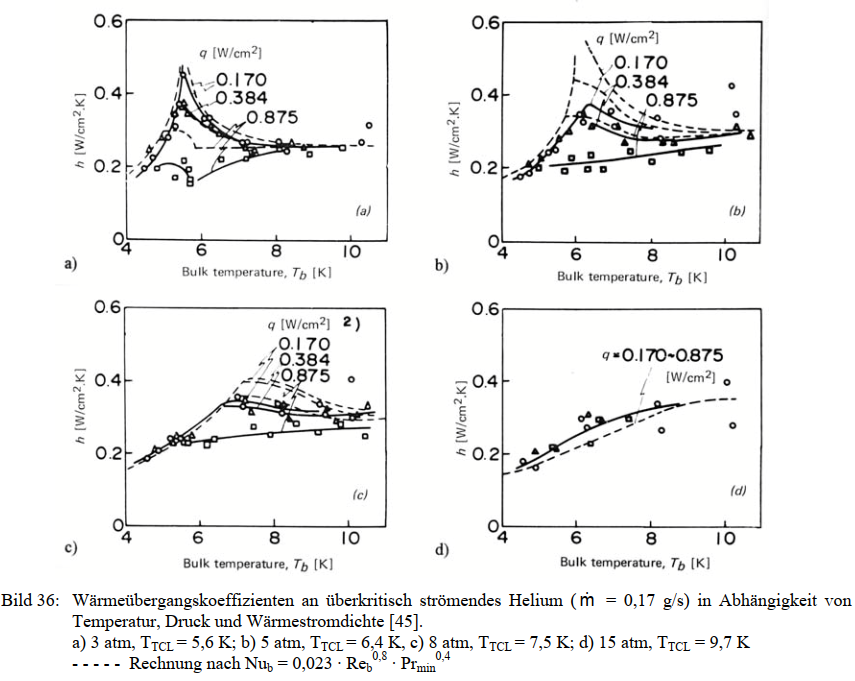 0.6
q [W/cm²]
0.170
0.4
0.384
0.875
h [W/cm².K]
0.2
(a)
0
4 6 8 10
a)
Bulk temperature, Tb [K]
0.6
q [W/cm²]
0.170
0.384
0.4
0.875
h [W/cm².K]
0.2
(b)
0
4 6 8 10
b)
Bulk temperature, Tb [K]
0.6
q [W/cm²] 2)
0.170
0.384
0.4
0.875
h [W/cm².K]
0.2
(c)
0
4 6 8 10
c)
Bulk temperature, Tb [K]
0.6
q=0.170~0.875
0.4
[W/cm²]
h [W/cm².K]
0.2
(d)
0
4 6 8 10
d)
Bulk temperature, Tb [K]
Bild 36: Wärmeübergangskoeffizienten an überkritisch strömendes Helium (ṁ = 0,17 g/s) in Abhängigkeit von
Temperatur, Druck und Wärmestromdichte [45].
a) 3 atm, TTCL = 5,6 K; b) 5 atm, TTCL = 6,4 K, c) 8 atm, TTCL = 7,5 K; d) 15 atm, TTCL = 9,7 K
- - - - - Rechnung nach Nub = 0,023 · Reb^0,8 · Prmin^0,4